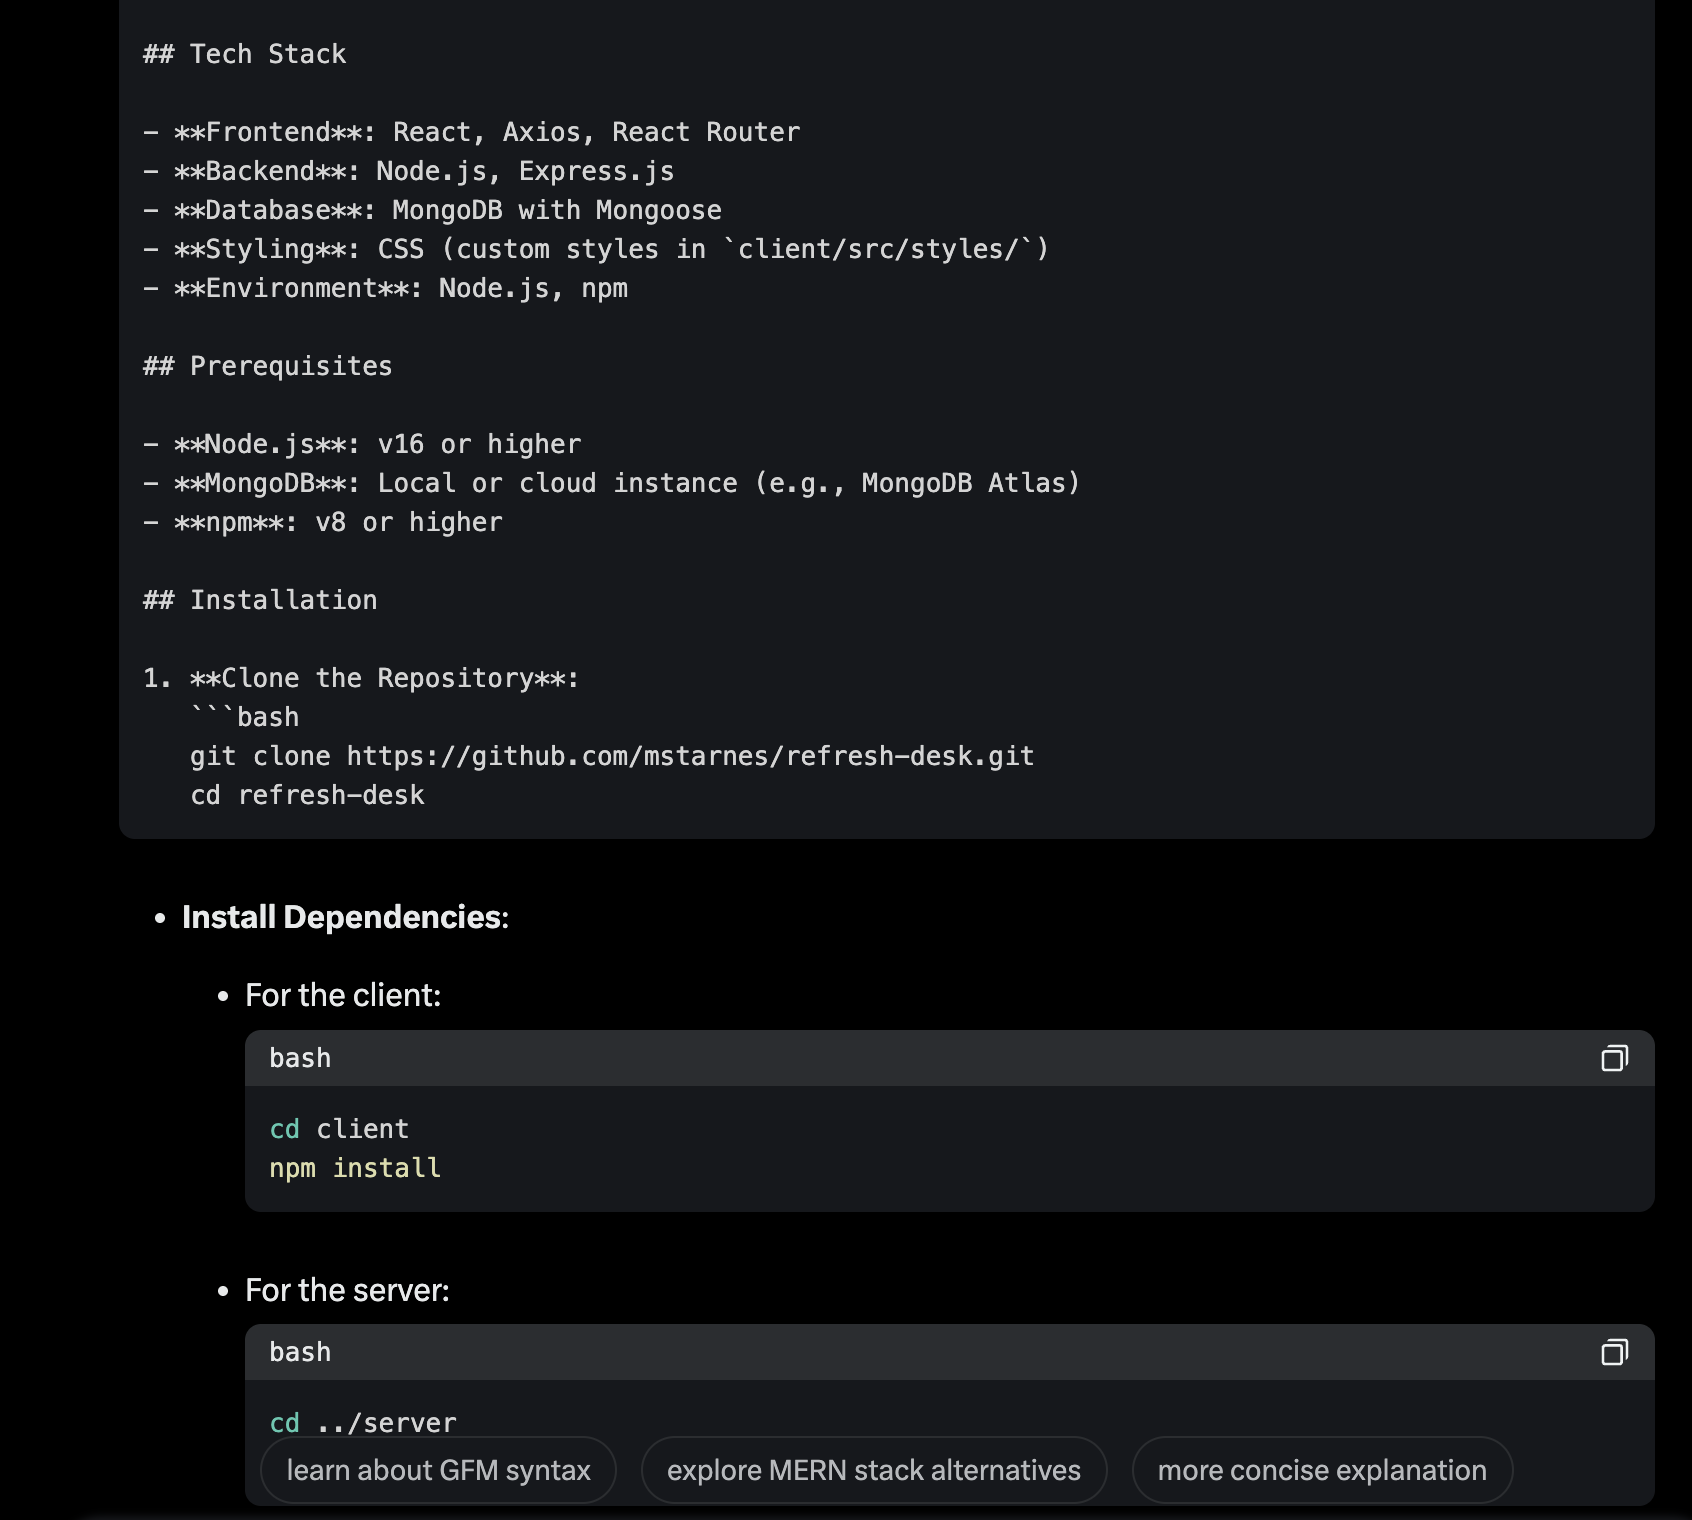 ## Tech Stack
- **Frontend**: React, Axios, React Router
- **Backend**: Node.js, Express.js
- **Database**: MongoDB with Mongoose
- **Styling**: CSS (custom styles in `client/src/styles/`)
- **Environment**: Node.js, npm
## Prerequisites
- **Node.js**: v16 or higher
- **MongoDB**: Local or cloud instance (e.g., MongoDB Atlas)
- **npm**: v8 or higher
## Installation
1. **Clone the Repository**:
```bash
git clone https://github.com/mstarnes/refresh-desk.git
cd refresh-desk
• Install Dependencies:
• For the client:
bash
cd client
npm install
• For the server:
bash
cd ../server
learn about GFM syntax
explore MERN stack alternatives
more concise explanation